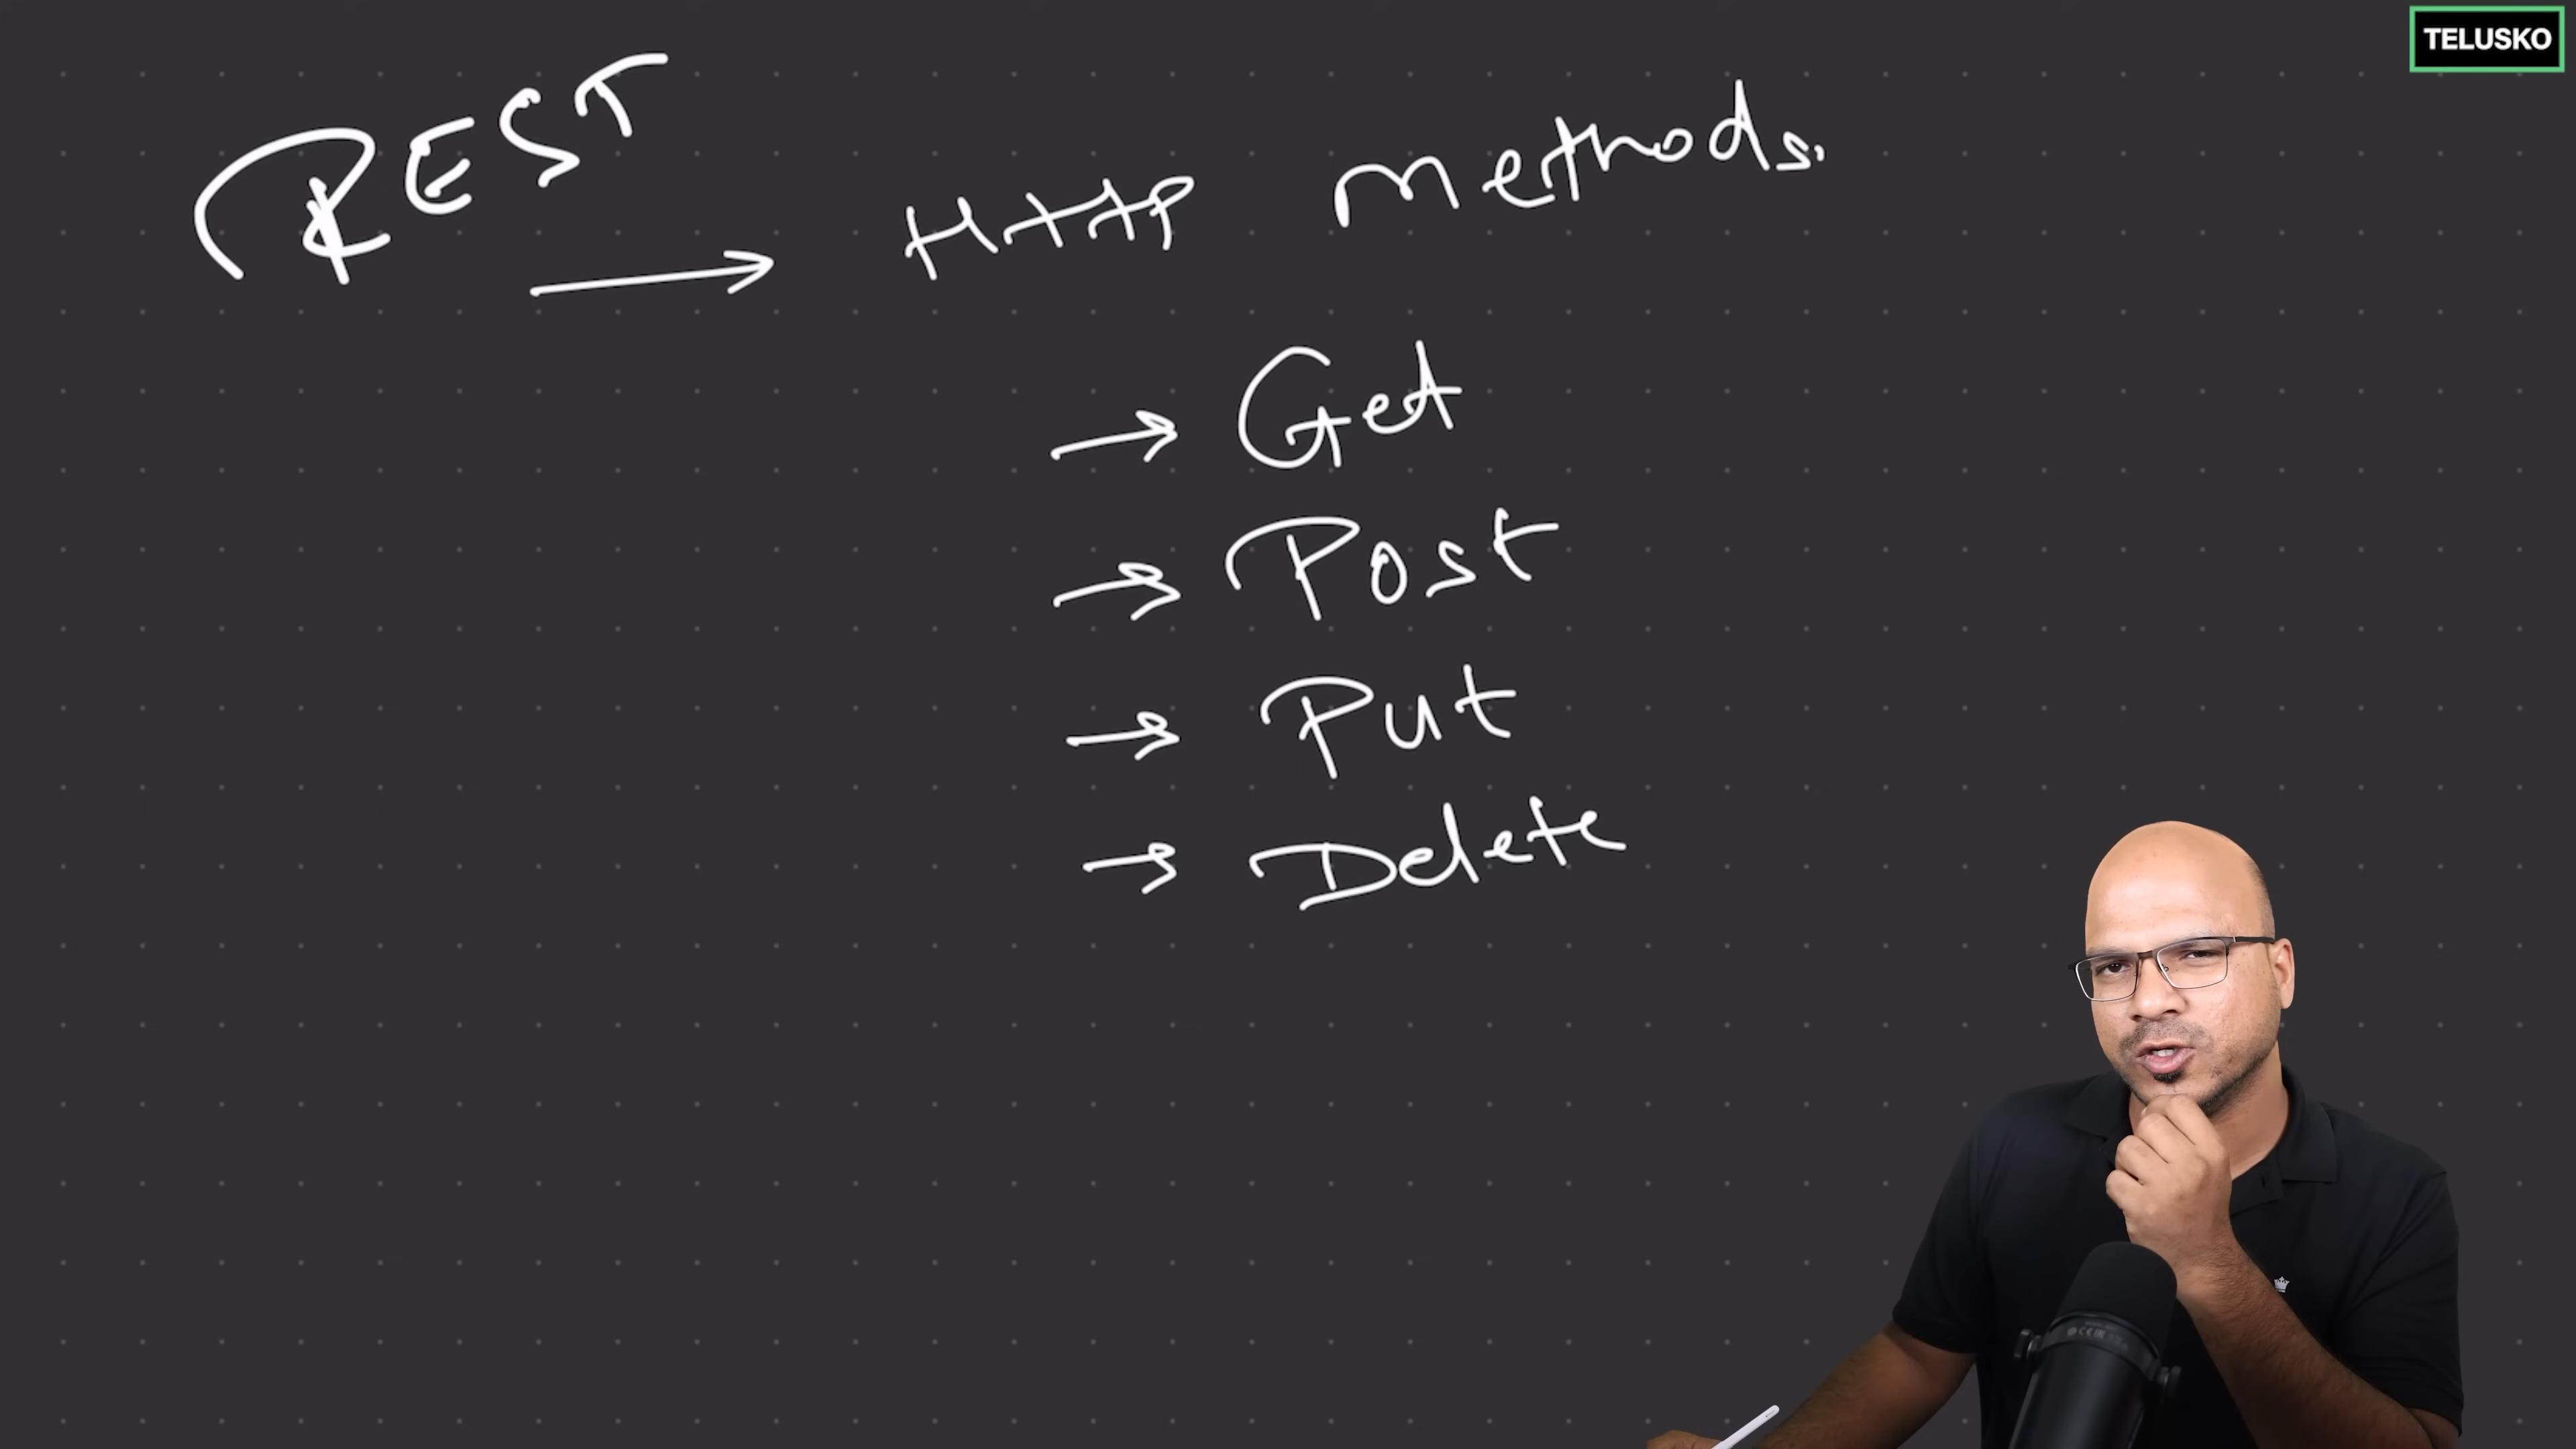 TELUSKO
REST
→ Http Methods.
→ Get
→ Post
→ Put
→ Delete